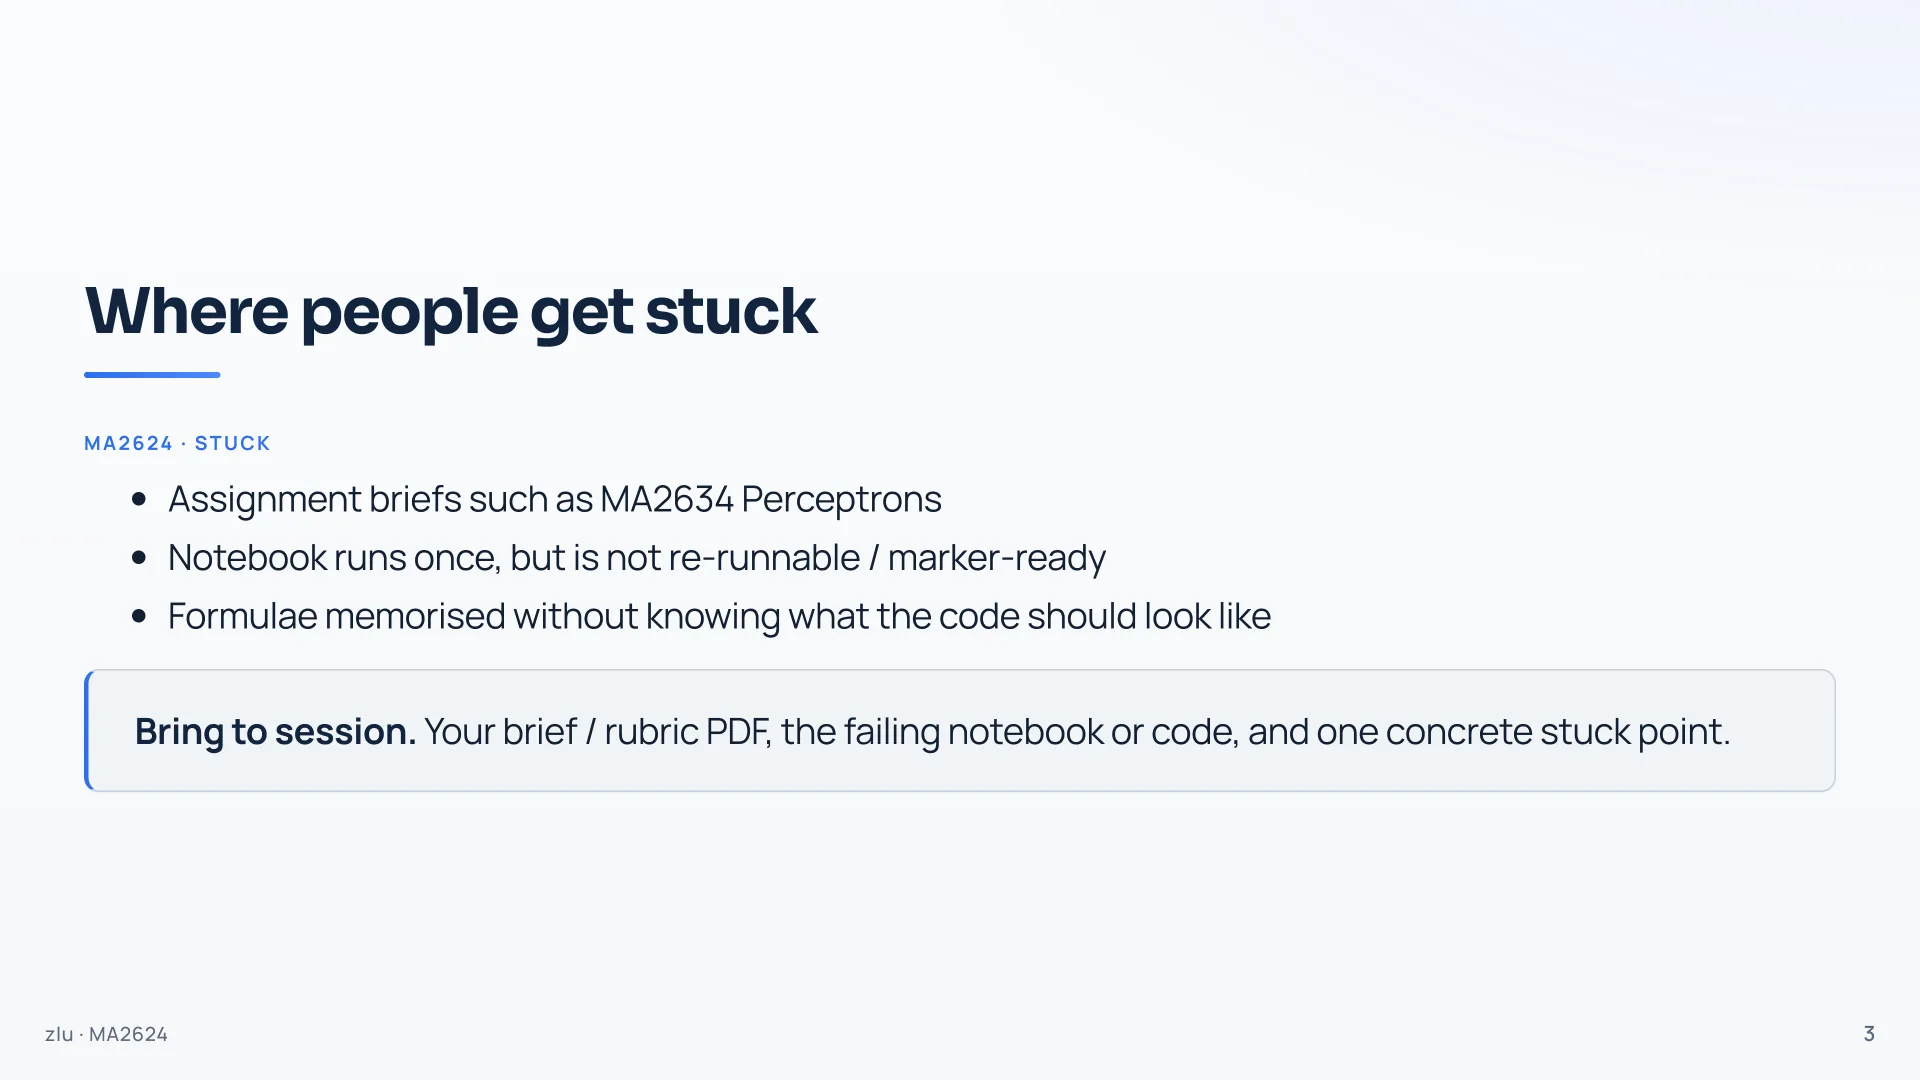 Where people get stuck
MA2624 · STUCK
• Assignment briefs such as MA2634 Perceptrons
• Notebook runs once, but is not re-runnable / marker-ready
• Formulae memorised without knowing what the code should look like
Bring to session. Your brief / rubric PDF, the failing notebook or code, and one concrete stuck point.
zlu · MA2624
3